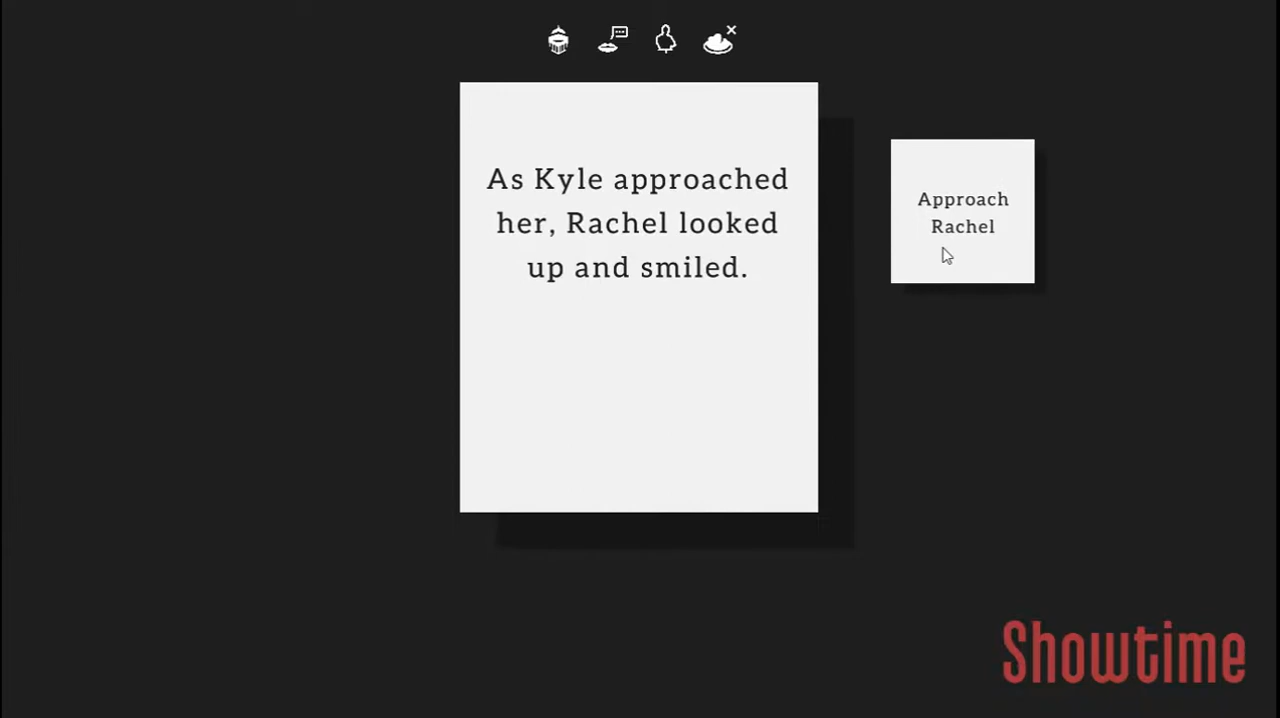 As Kyle approached
her, Rachel looked
up and smiled.
Approach
Rachel
Showtime